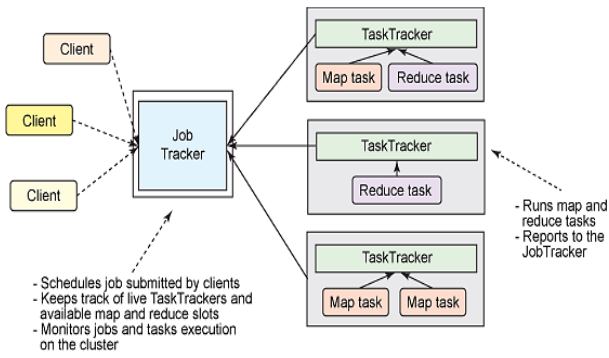 Client
Client
Client
Job
Tracker
- Schedules job submitted by clients
- Keeps track of live TaskTrackers and
available map and reduce slots
- Monitors jobs and tasks execution
on the cluster
TaskTracker
Map task
Reduce task
TaskTracker
Reduce task
TaskTracker
Map task
Map task
- Runs map and
reduce tasks
- Reports to the
JobTracker